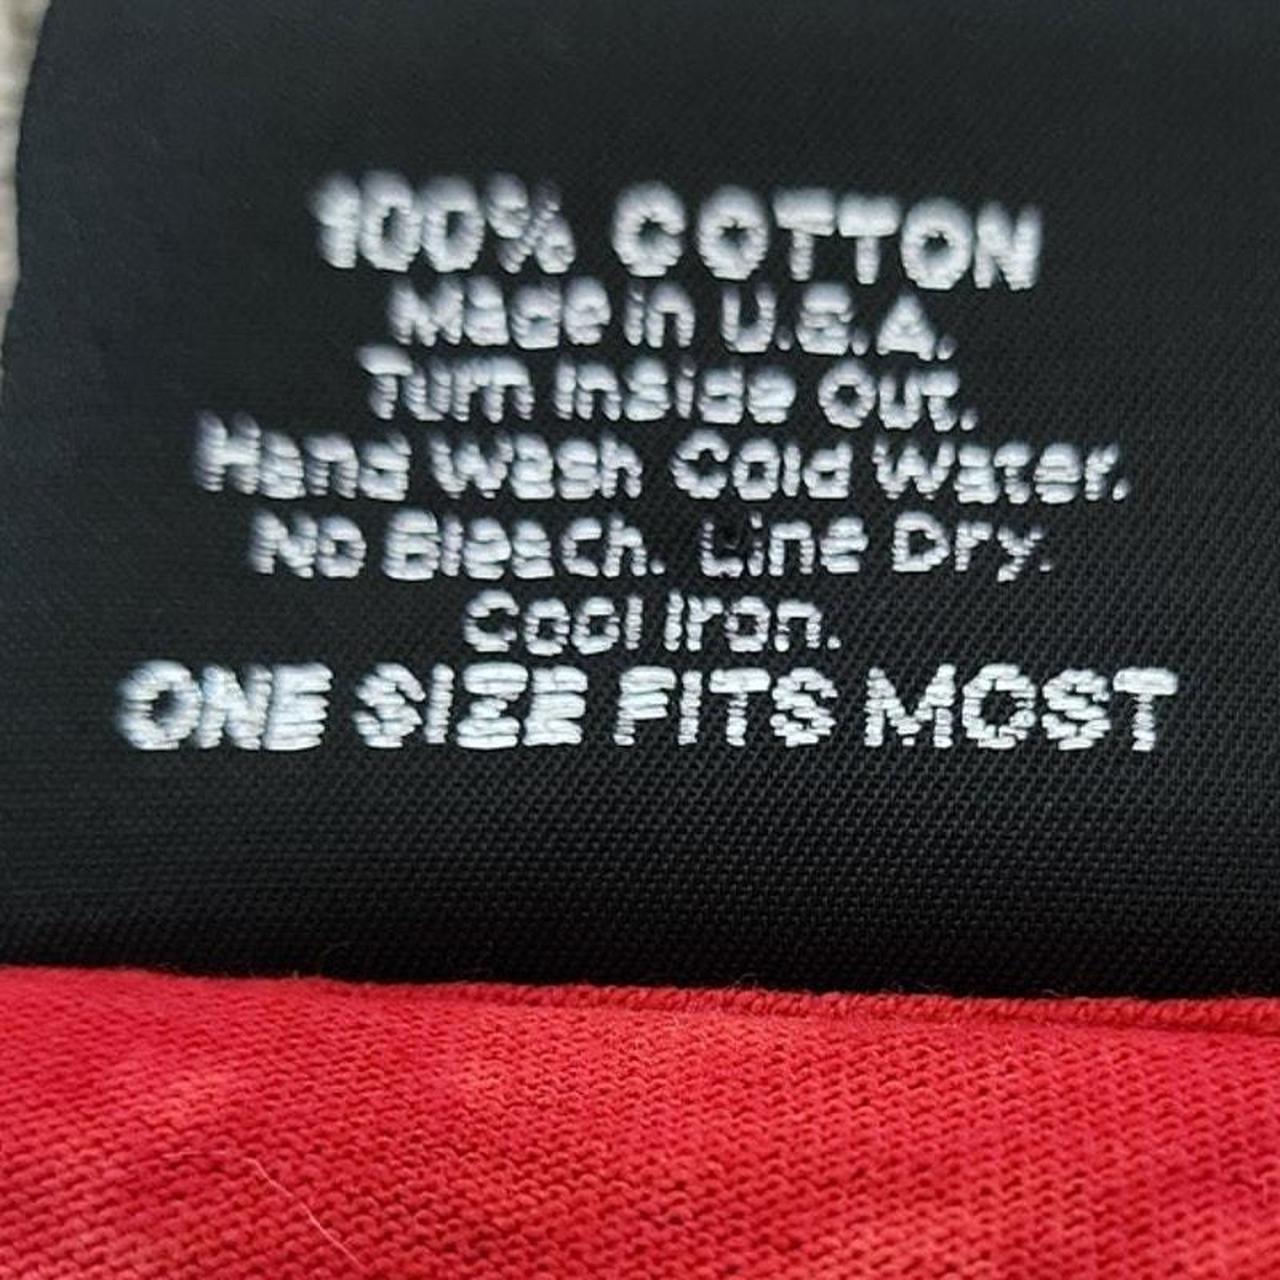 100% COTTON
Made in U.S.A.
Turn Inside Out.
Hand Wash Cold Water.
No Bleach. Line Dry.
Cool Iron.
ONE SIZE FITS MOST